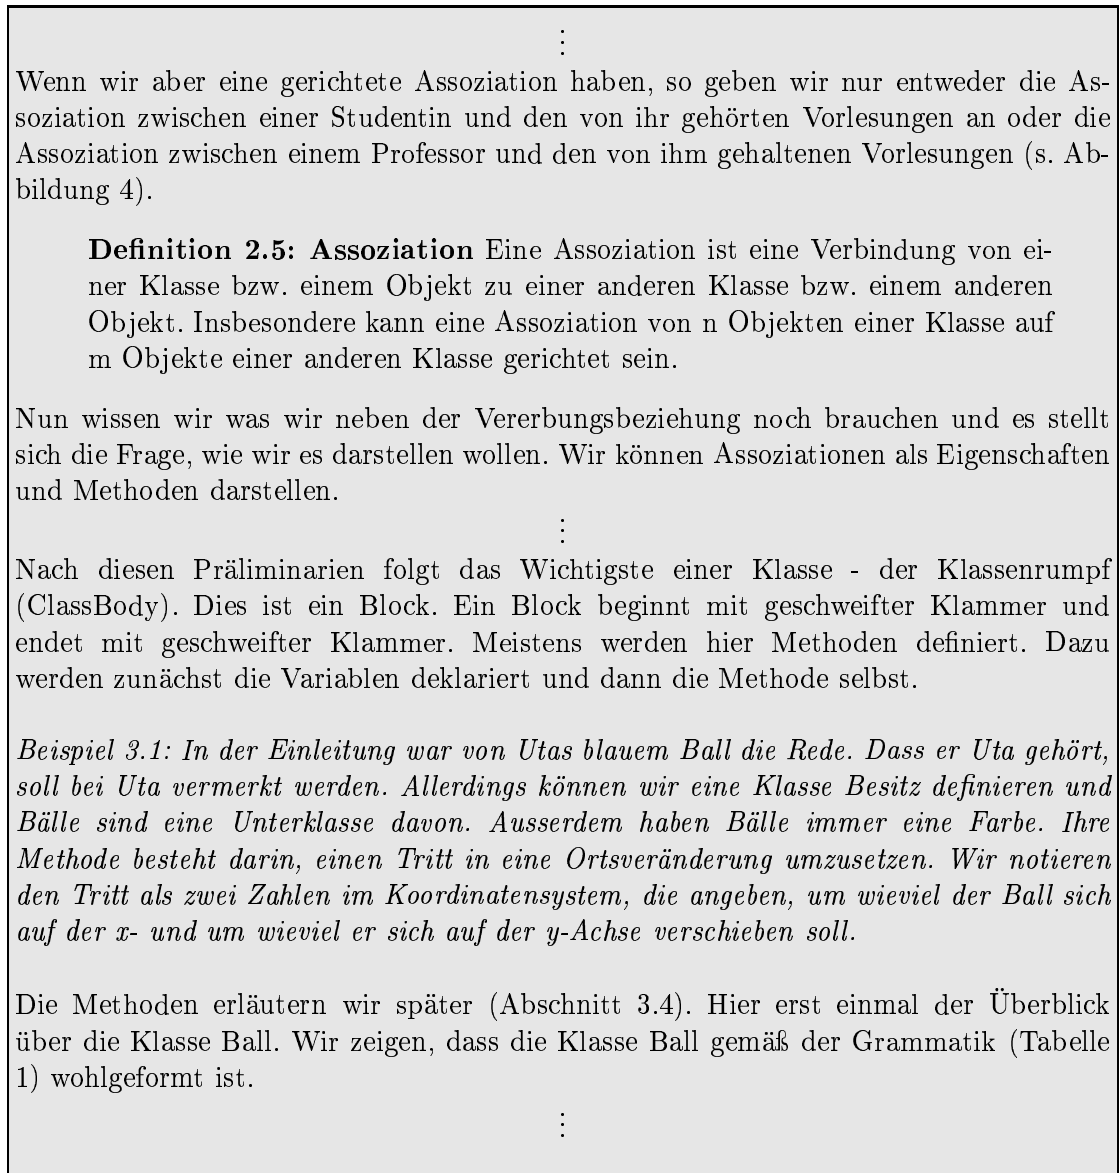 ⋮
Wenn wir aber eine gerichtete Assoziation haben, so geben wir nur entweder die As-
soziation zwischen einer Studentin und den von ihr gehörten Vorlesungen an oder die
Assoziation zwischen einem Professor und den von ihm gehaltenen Vorlesungen (s. Ab-
bildung 4).
Definition 2.5: Assoziation Eine Assoziation ist eine Verbindung von ei-
ner Klasse bzw. einem Objekt zu einer anderen Klasse bzw. einem anderen
Objekt. Insbesondere kann eine Assoziation von n Objekten einer Klasse auf
m Objekte einer anderen Klasse gerichtet sein.
Nun wissen wir was wir neben der Vererbungsbeziehung noch brauchen und es stellt
sich die Frage, wie wir es darstellen wollen. Wir können Assoziationen als Eigenschaften
und Methoden darstellen.
⋮
Nach diesen Präliminarien folgt das Wichtigste einer Klasse - der Klassenrumpf
(ClassBody). Dies ist ein Block. Ein Block beginnt mit geschweifter Klammer und
endet mit geschweifter Klammer. Meistens werden hier Methoden definiert. Dazu
werden zunächst die Variablen deklariert und dann die Methode selbst.
Beispiel 3.1: In der Einleitung war von Utas blauem Ball die Rede. Dass er Uta gehört,
soll bei Uta vermerkt werden. Allerdings können wir eine Klasse Besitz definieren und
Bälle sind eine Unterklasse davon. Ausserdem haben Bälle immer eine Farbe. Ihre
Methode besteht darin, einen Tritt in eine Ortsveränderung umzusetzen. Wir notieren
den Tritt als zwei Zahlen im Koordinatensystem, die angeben, um wieviel der Ball sich
auf der x- und um wieviel er sich auf der y-Achse verschieben soll.
Die Methoden erläutern wir später (Abschnitt 3.4). Hier erst einmal der Überblick
über die Klasse Ball. Wir zeigen, dass die Klasse Ball gemäß der Grammatik (Tabelle
1) wohlgeformt ist.
⋮